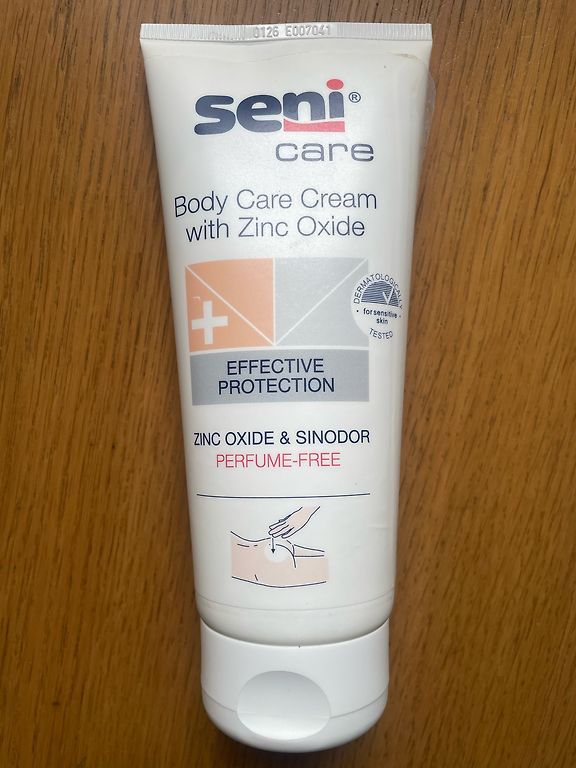 0126 E007041
seni®
care
Body Care Cream
with Zinc Oxide
DERMATOLOGICALLY
for sensitive
skin
TESTED
EFFECTIVE
PROTECTION
ZINC OXIDE & SINODOR
PERFUME-FREE